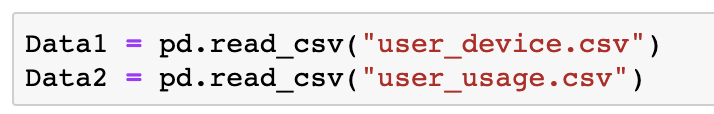 Data1 = pd.read_csv("user_device.csv")
Data2 = pd.read_csv("user_usage.csv")